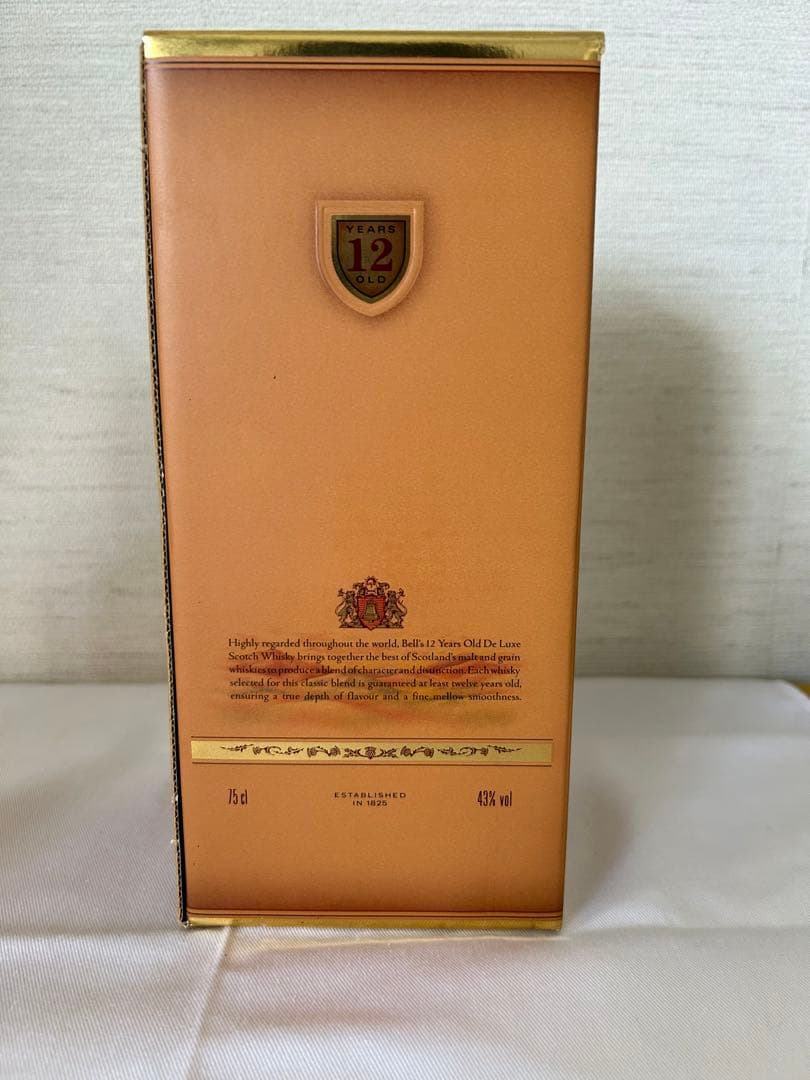 YEARS
12
OLD
Highly regarded throughout the world, Bell's 12 Years Old De Luxe
Scotch Whisky brings together the best of Scotland's malt and grain
whiskies to produce a blend of character and distinction. Each whisky
selected for this classic blend is guaranteed at least twelve years old,
ensuring a true depth of flavour and a fine mellow smoothness.
75 cl
ESTABLISHED
IN 1825
43% vol